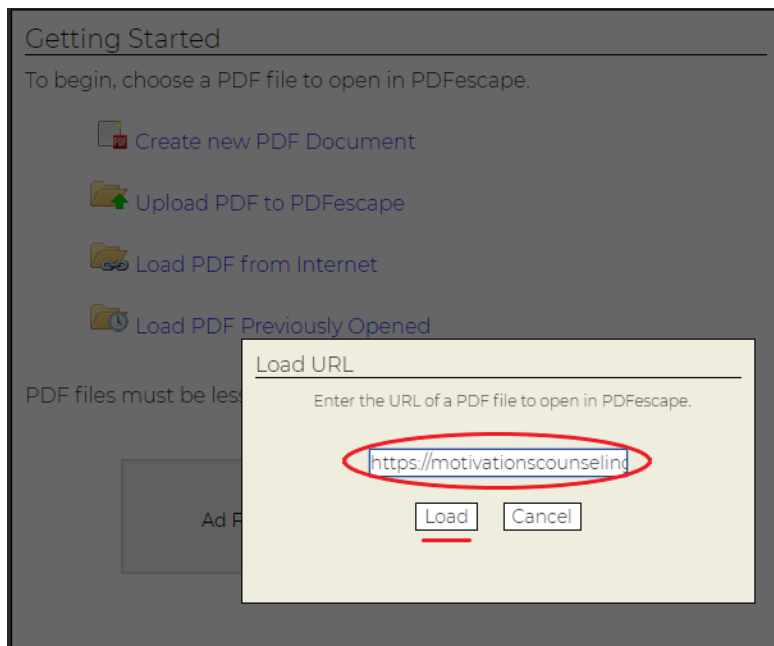 Getting Started
To begin, choose a PDF file to open in PDFescape.
PDF
Create new PDF Document
Upload PDF to PDFescape
Load PDF from Internet
Load PDF Previously Opened
PDF files must be less
Load URL
Enter the URL of a PDF file to open in PDFescape.
https://motivationscounseling
Load Cancel
Ad F